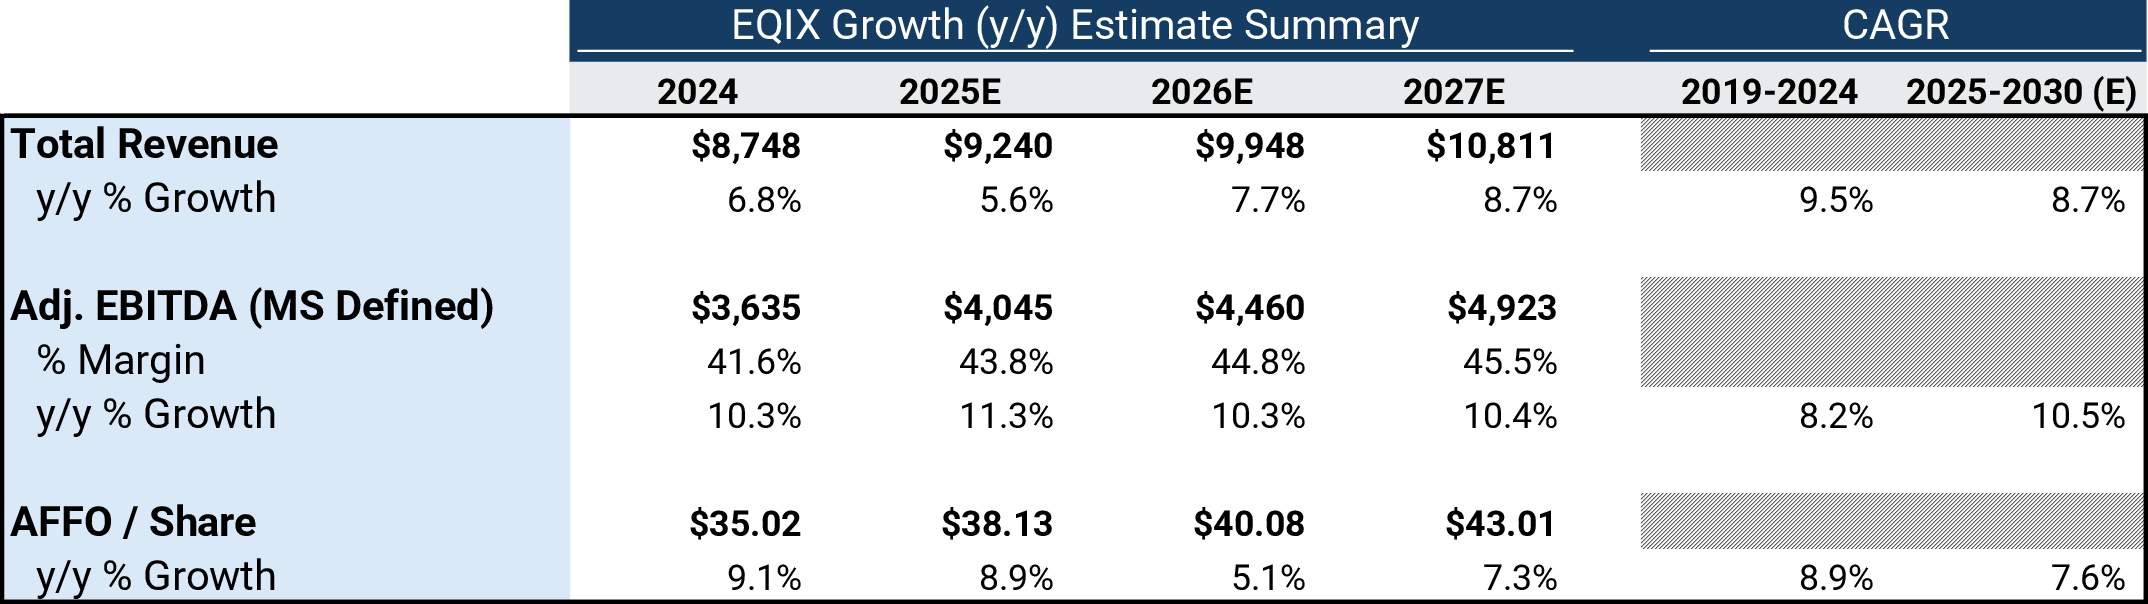 EQIX Growth (y/y) Estimate Summary CAGR
2024 2025E 2026E 2027E 2019-2024 2025-2030 (E)
Total Revenue $8,748 $9,240 $9,948 $10,811
y/y % Growth 6.8% 5.6% 7.7% 8.7% 9.5% 8.7%
Adj. EBITDA (MS Defined) $3,635 $4,045 $4,460 $4,923
% Margin 41.6% 43.8% 44.8% 45.5%
y/y % Growth 10.3% 11.3% 10.3% 10.4% 8.2% 10.5%
AFFO / Share $35.02 $38.13 $40.08 $43.01
y/y % Growth 9.1% 8.9% 5.1% 7.3% 8.9% 7.6%